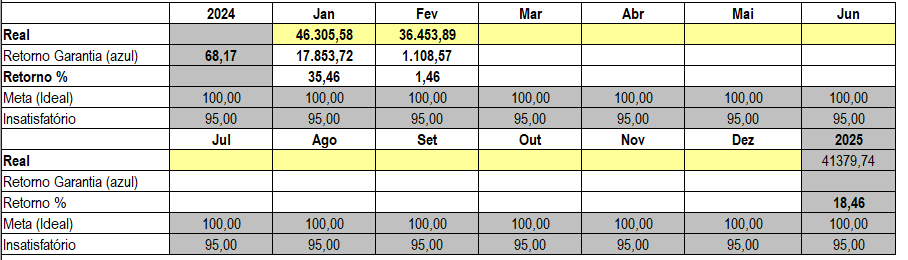 2024 Jan Fev Mar Abr Mai Jun
Real 46.305,58 36.453,89
Retorno Garantia (azul) 68,17 17.853,72 1.108,57
Retorno % 35,46 1,46
Meta (Ideal) 100,00 100,00 100,00 100,00 100,00 100,00 100,00
Insatisfatório 95,00 95,00 95,00 95,00 95,00 95,00 95,00
Jul Ago Set Out Nov Dez 2025
Real 41379,74
Retorno Garantia (azul)
Retorno % 18,46
Meta (Ideal) 100,00 100,00 100,00 100,00 100,00 100,00 100,00
Insatisfatório 95,00 95,00 95,00 95,00 95,00 95,00 95,00